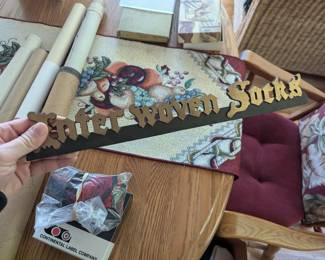 Interwoven Socks
CONTINENTAL LABEL COMPANY